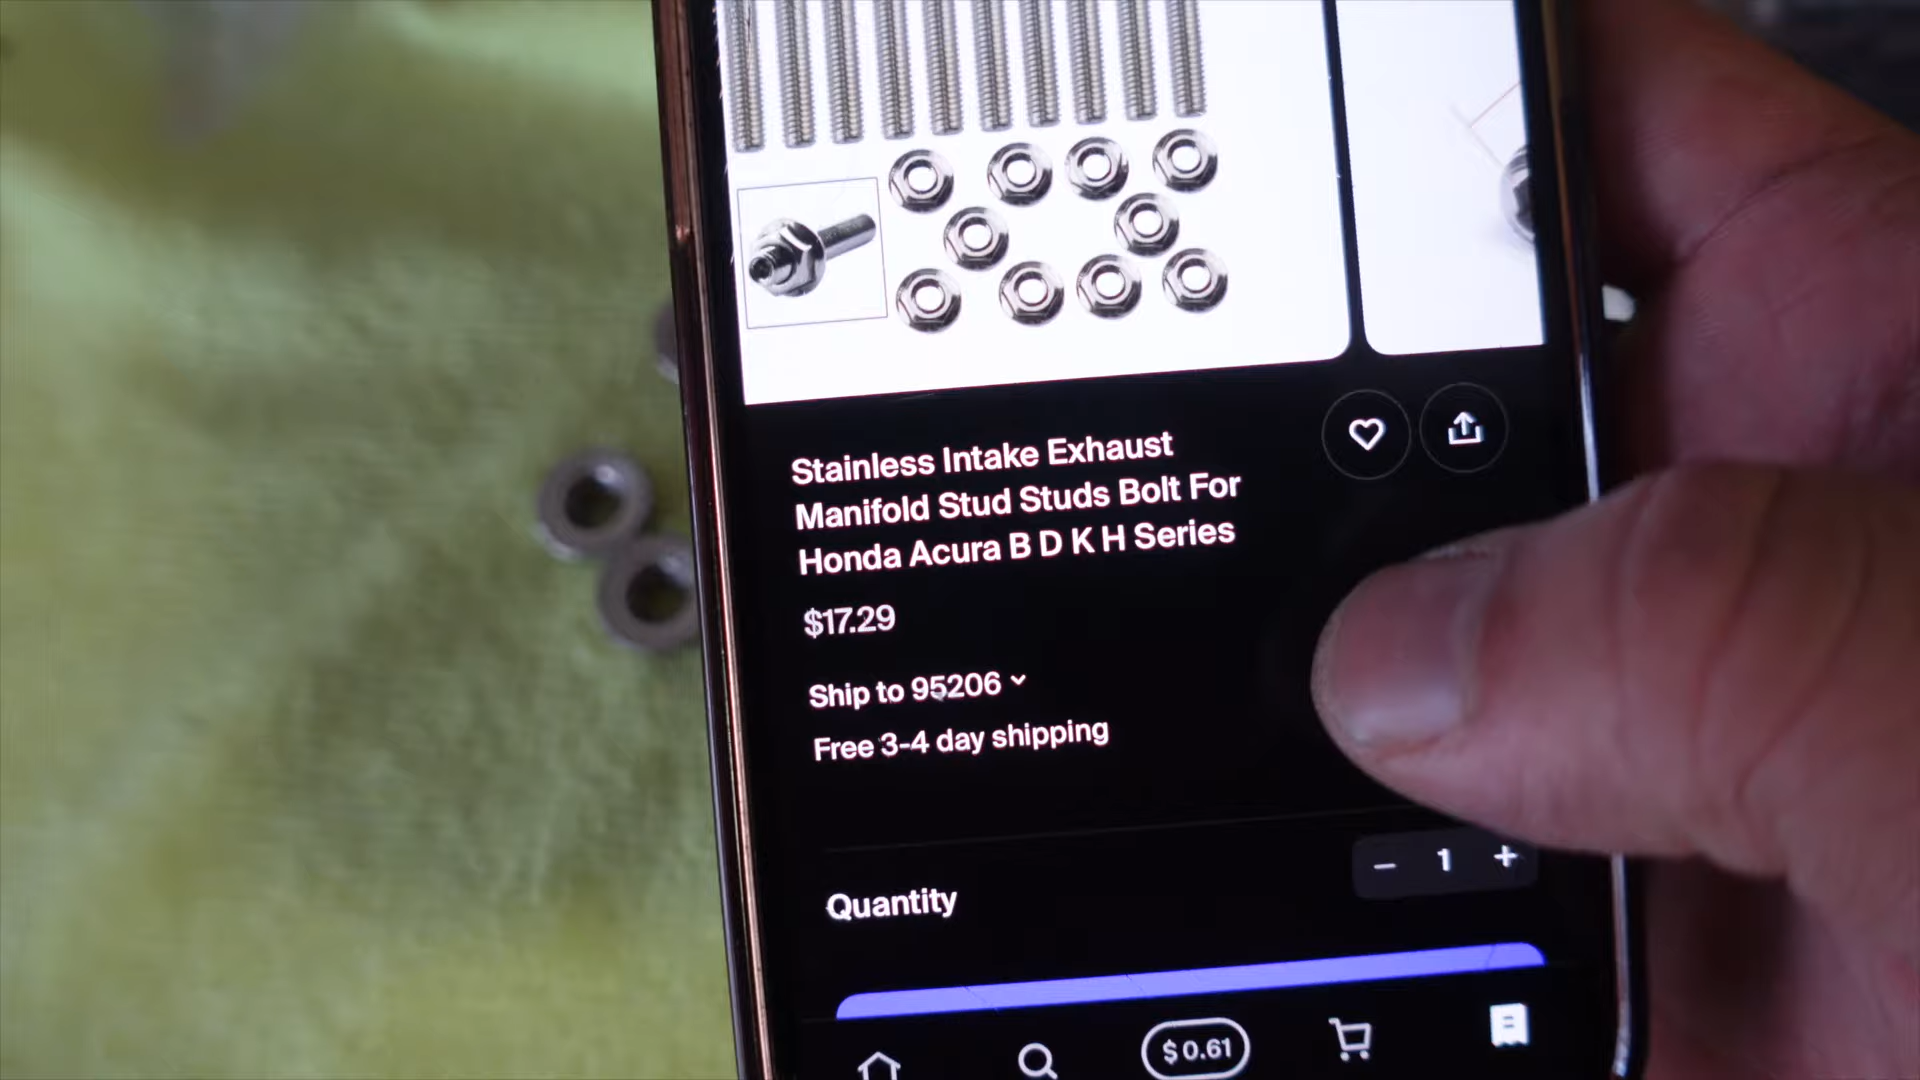 Stainless Intake Exhaust
Manifold Stud Studs Bolt For
Honda Acura B D K H Series
$17.29
Ship to 95206
Free 3-4 day shipping
Quantity
− 1 +
$0.61